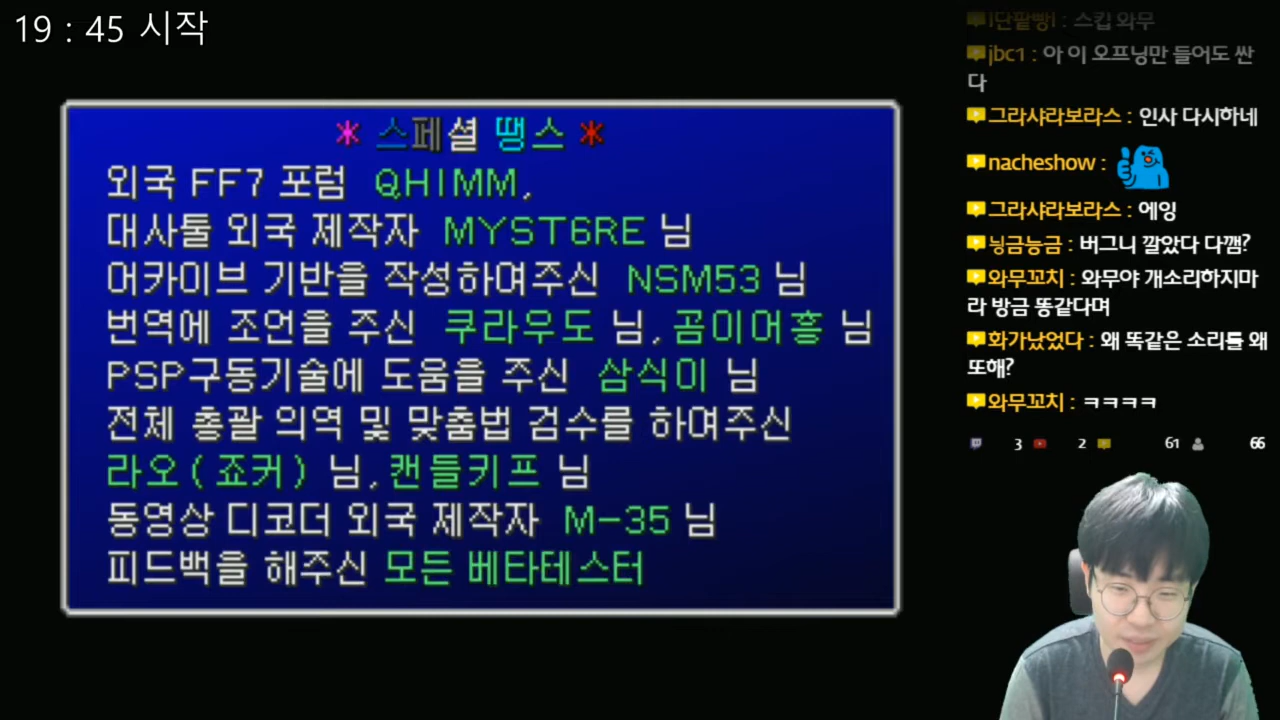 19 : 45 시작
* 스페셜 땡스 *
외국 FF7 포럼 QHIMM,
대사툴 외국 제작자 MYST6RE 님
어카이브 기반을 작성하여주신 NSM53 님
번역에 조언을 주신 쿠라우도 님,곰이어흥 님
PSP구동기술에 도움을 주신 삼식이 님
전체 총괄 의역 및 맞춤법 검수를 하여주신
라오(죠커) 님,캔들키프 님
동영상 디코더 외국 제작자 M-35 님
피드백을 해주신 모든 베타테스터
스킵 와무
jbc1 : 아 이 오프닝만 들어도 싼
다
그라샤라보라스 : 인사 다시하네
nacheshow :
그라샤라보라스 : 에잉
닝금능금 : 버그니 깔았다 다깸?
와무꼬치 : 와무야 개소리하지마
라 방금 똥같다며
화가났었다 : 왜 똑같은 소리를 왜
또해?
와무꼬치 : ㅋㅋㅋㅋ
3 2 61 66